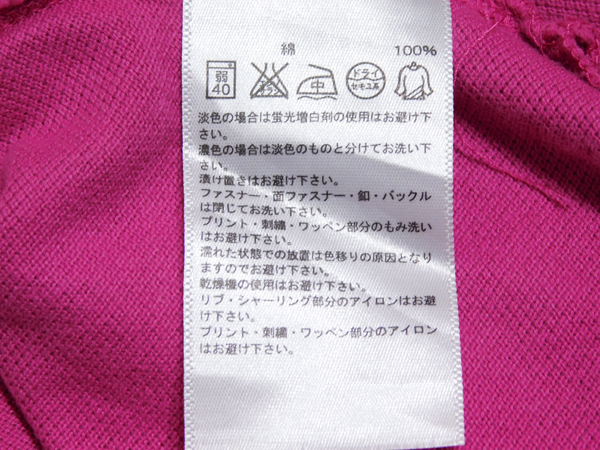 綿 100%
弱 40 エンソ サラシ 中 ドライ セキユ系
淡色の場合は蛍光増白剤の使用はお避け下
さい。
濃色の場合は淡色のものと分けてお洗い下
さい。
漬け置きはお避け下さい。
ファスナー・面ファスナー・釦・バックル
は閉じてお洗い下さい。
プリント・刺繍・ワッペン部分のもみ洗い
はお避け下さい。
濡れた状態での放置は色移りの原因となり
ますのでお避け下さい。
乾燥機の使用はお避け下さい。
リブ・シャーリング部分のアイロンはお避
け下さい。
プリント・刺繍・ワッペン部分のアイロン
はお避け下さい。